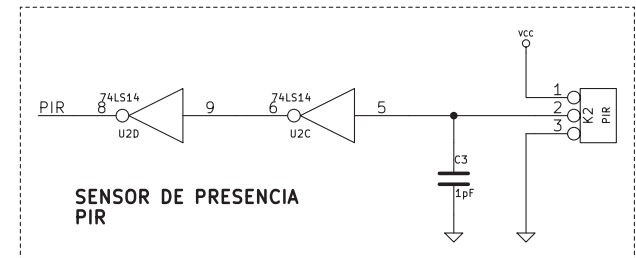 VCC
PIR 8 74LS14 9 6 74LS14 5 1
2
3
K2
PIR
U2D U2C
C3
1pF
SENSOR DE PRESENCIA
PIR